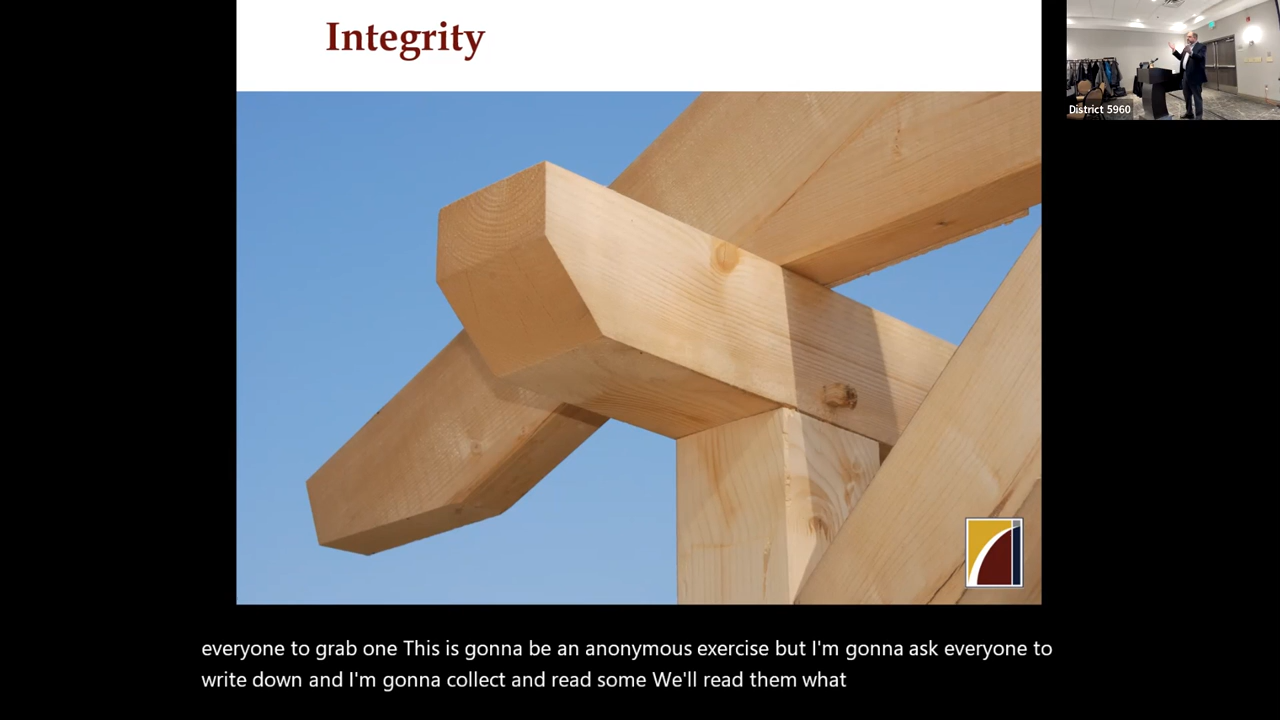 Integrity
District 5960
everyone to grab one This is gonna be an anonymous exercise but I'm gonna ask everyone to
write down and I'm gonna collect and read some We'll read them what